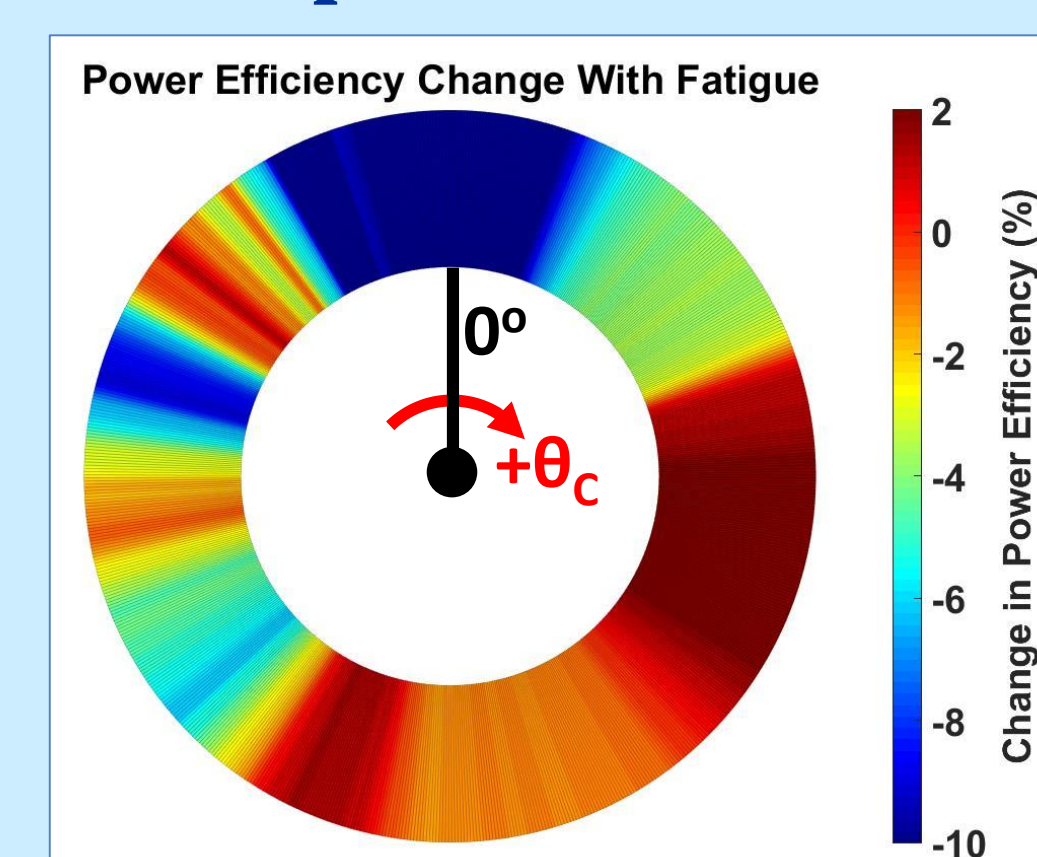 Power Efficiency Change With Fatigue
0º
+θC
2
0
-2
-4
-6
-8
-10
Change in Power Efficiency (%)